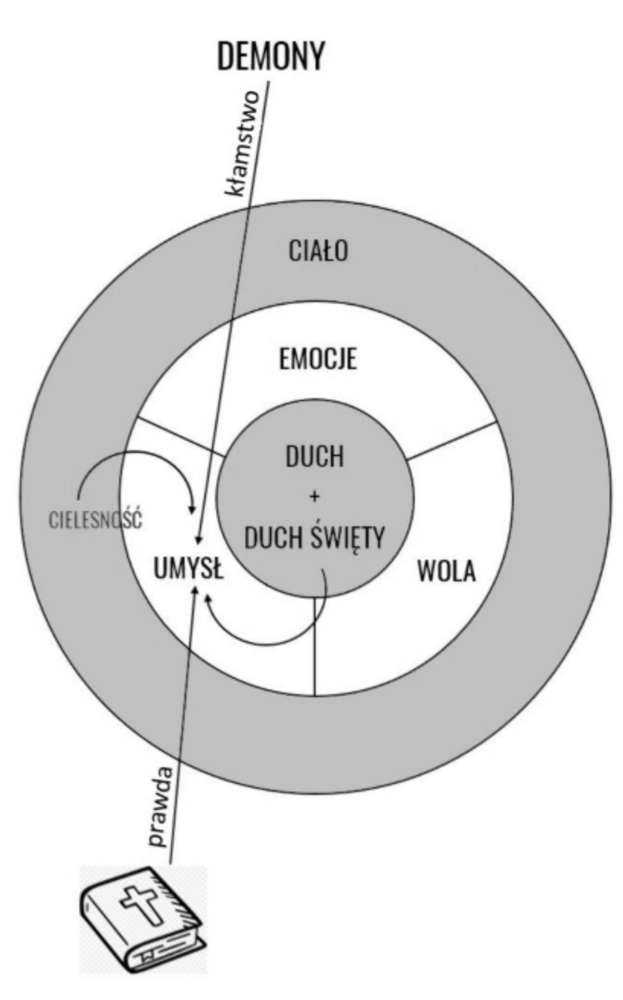 DEMONY
kłamstwo
CIAŁO
EMOCJE
DUCH
+
DUCH ŚWIĘTY
CIELESNOŚĆ
UMYSŁ
WOLA
prawda